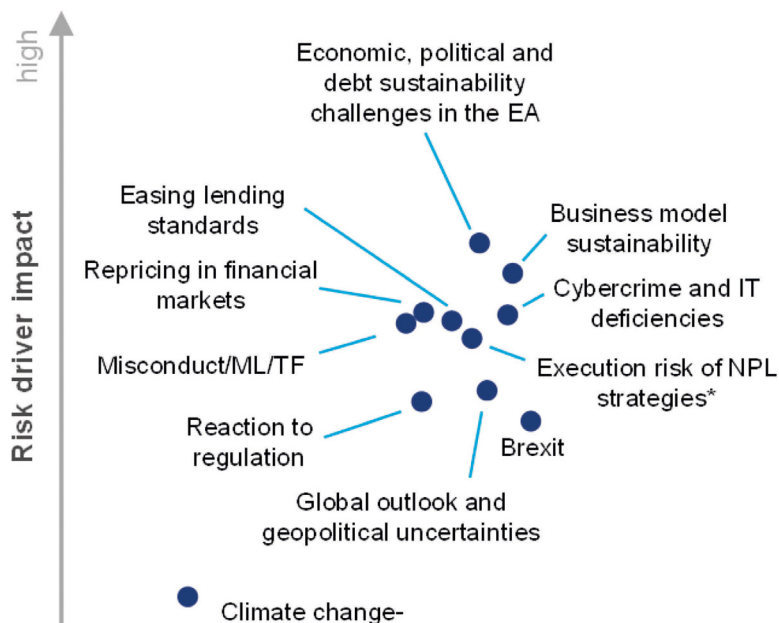 high
Risk driver impact
Economic, political and
debt sustainability
challenges in the EA
Easing lending
standards
Business model
sustainability
Repricing in financial
markets
Cybercrime and IT
deficiencies
Misconduct/ML/TF
Execution risk of NPL
strategies*
Reaction to
regulation
Brexit
Global outlook and
geopolitical uncertainties
Climate change-